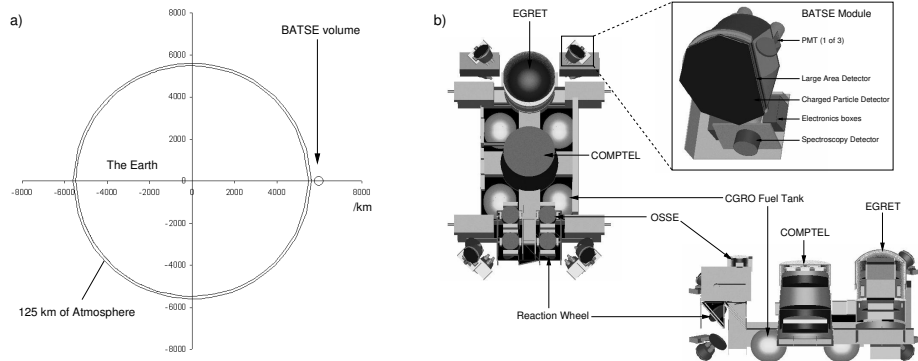 a)
8000
6000
4000
2000
0
-2000
-4000
-6000
-8000
-8000 -6000 -4000 -2000 0 2000 4000 6000 8000
/km
BATSE volume
The Earth
125 km of Atmosphere
b)
EGRET
BATSE Module
PMT (1 of 3)
Large Area Detector
Charged Particle Detector
Electronics boxes
Spectroscopy Detector
COMPTEL
CGRO Fuel Tank
OSSE
Reaction Wheel
COMPTEL
EGRET